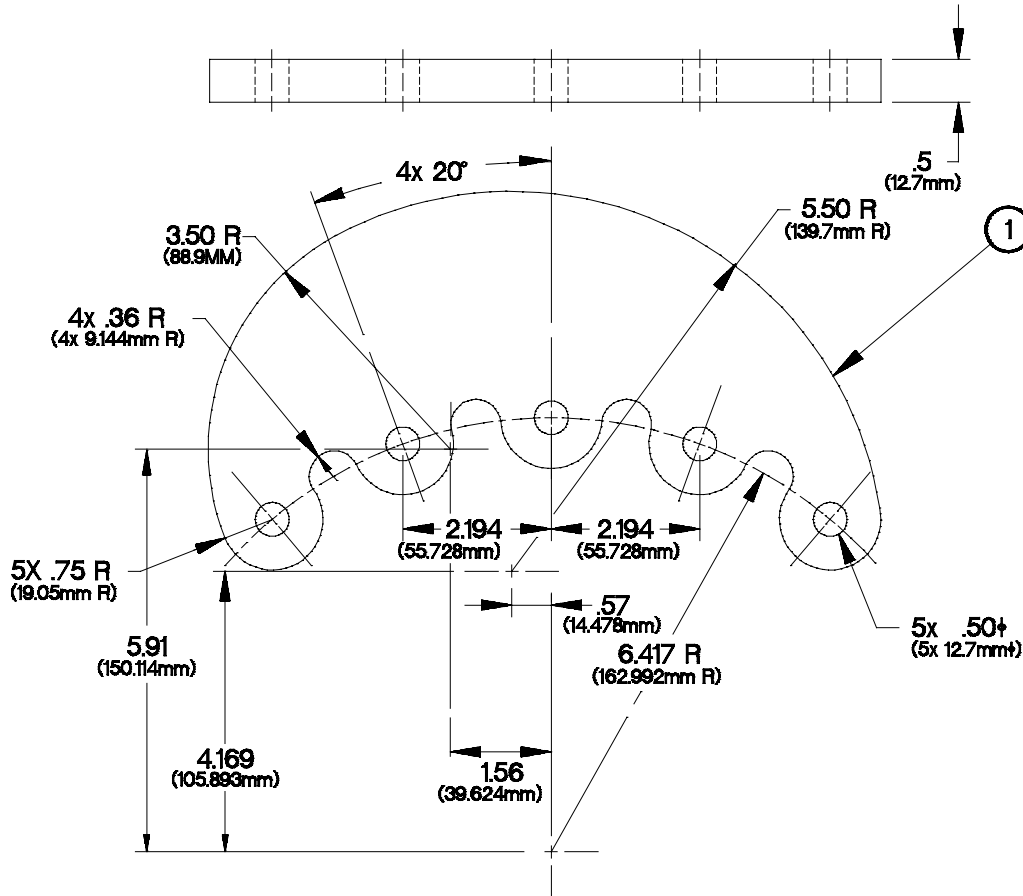 .5
(12.7mm)
4x 20°
5.50 R
(139.7mm R)
1
3.50 R
(88.9MM)
4x .36 R
(4x 9.144mm R)
2.194
(55.728mm)
2.194
(55.728mm)
5X .75 R
(19.05mm R)
.57
(14.478mm)
5x .50⌀
(5x 12.7mm⌀)
5.91
(150.114mm)
6.417 R
(162.992mm R)
4.169
(105.893mm)
1.56
(39.624mm)